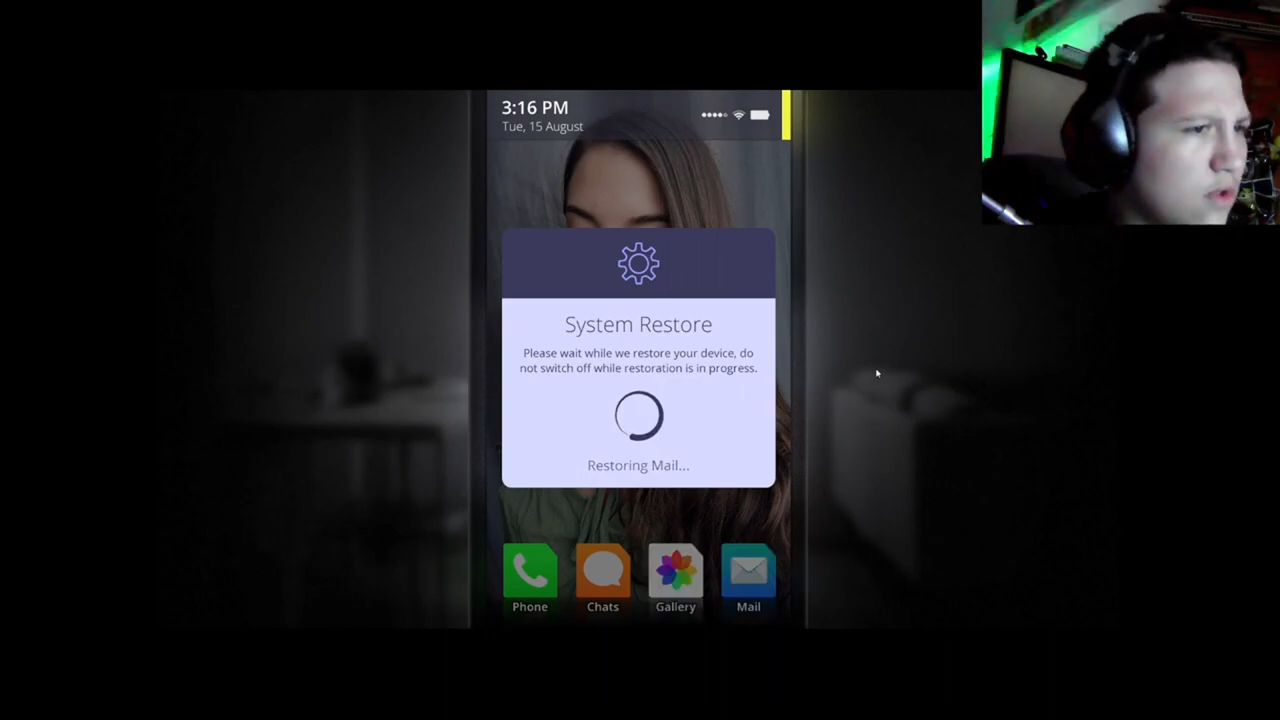 3:16 PM
Tue, 15 August
System Restore
Please wait while we restore your device, do
not switch off while restoration is in progress.
Restoring Mail...
Phone
Chats
Gallery
Mail